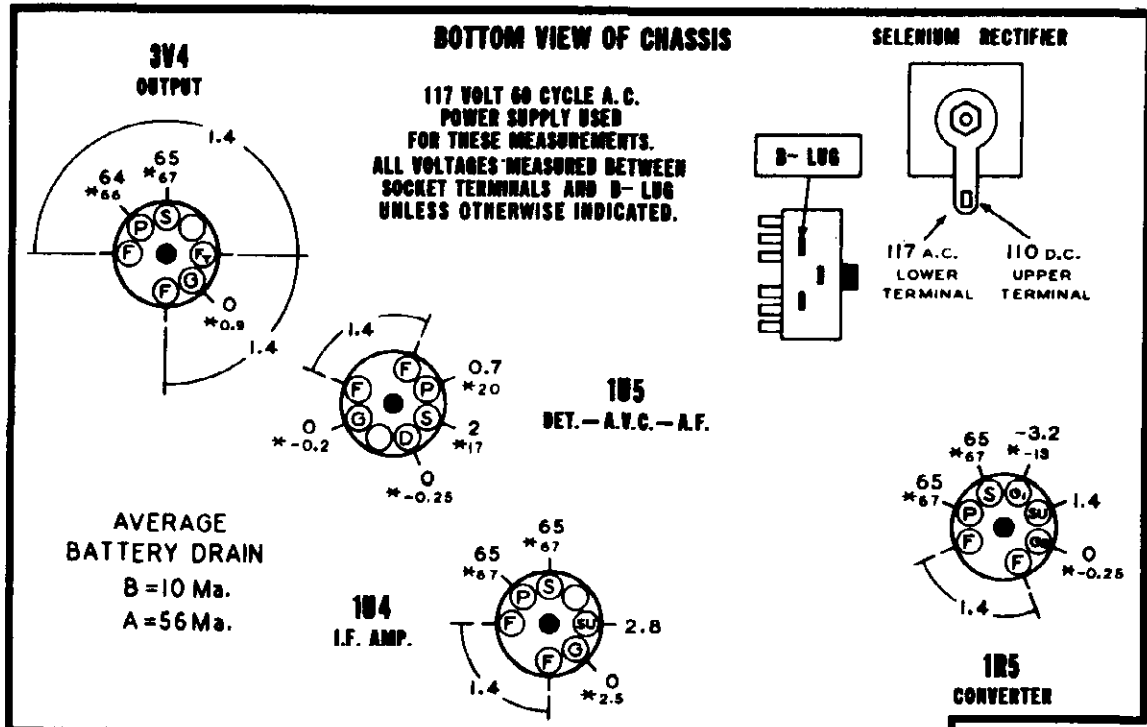 BOTTOM VIEW OF CHASSIS
3V4
OUTPUT
117 VOLT 60 CYCLE A.C.
POWER SUPPLY USED
FOR THESE MEASUREMENTS.
ALL VOLTAGES MEASURED BETWEEN
SOCKET TERMINALS AND B- LUG
UNLESS OTHERWISE INDICATED.
SELENIUM RECTIFIER
B- LUG
D
117 A.C.
LOWER
TERMINAL
110 D.C.
UPPER
TERMINAL
1.4
64
*66
65
*67
P
S
F
FT
G
F
0
*0.9
1.4
1.4
F
F
P
0.7
*20
G
S
2
*17
D
0
*-0.2
0
*-0.25
1U5
DET.-A.V.C.-A.F.
65
*67
65
*67
-3.2
*-13
P
S
G1
SU
1.4
F
F
0
*-0.25
1.4
1R5
CONVERTER
AVERAGE
BATTERY DRAIN
B=10 Ma.
A=56 Ma.
1U4
I.F. AMP.
65
*67
65
*67
P
S
F
SU
2.8
F
G
0
*2.5
1.4